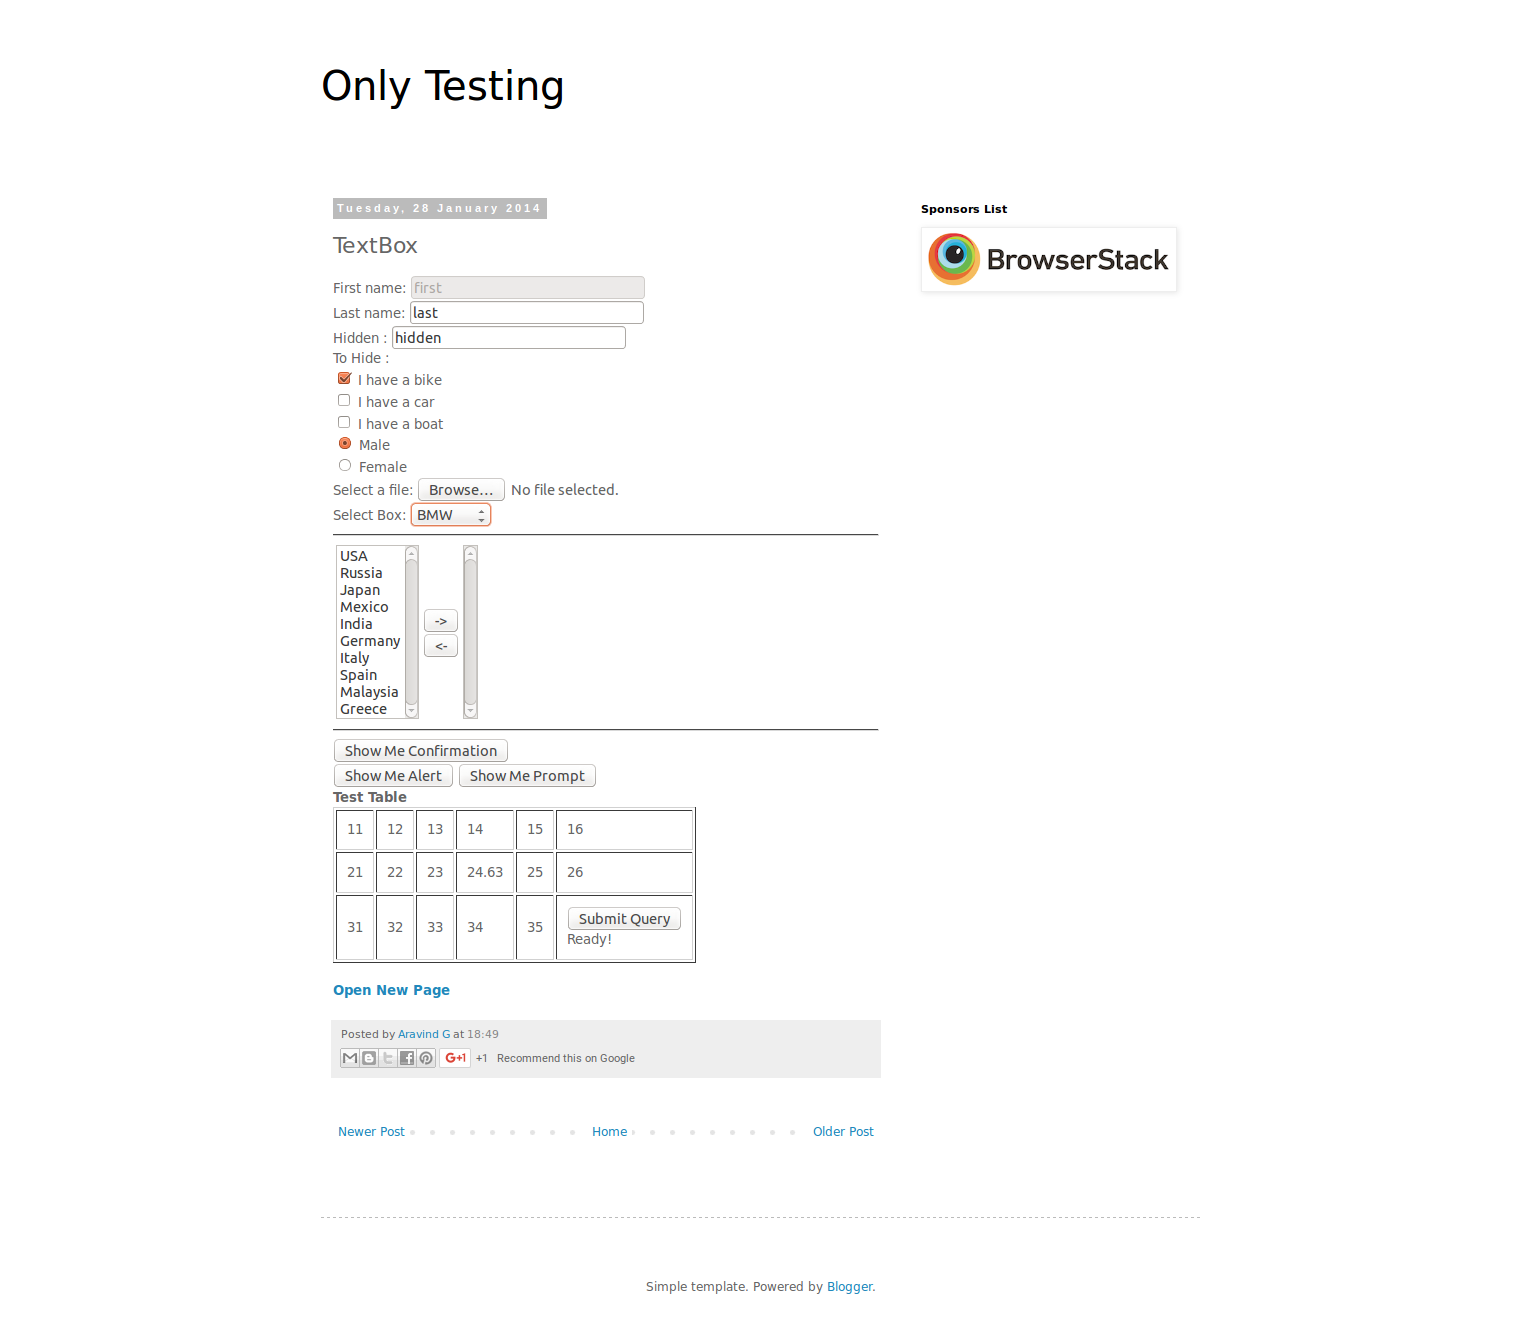 Only Testing
Tuesday, 28 January 2014
TextBox
First name: first
Last name: last
Hidden : hidden
To Hide :
I have a bike
I have a car
I have a boat
Male
Female
Select a file: Browse... No file selected.
Select Box: BMW
USA
Russia
Japan
Mexico
India
Germany
Italy
Spain
Malaysia
Greece
->
<-
Show Me Confirmation
Show Me Alert Show Me Prompt
Test Table
11 12 13 14 15 16
21 22 23 24.63 25 26
31 32 33 34 35 Submit Query
Ready!
Open New Page
Posted by Aravind G at 18:49
G+1 +1 Recommend this on Google
Newer Post Home Older Post
Sponsors List
BrowserStack
Simple template. Powered by Blogger.